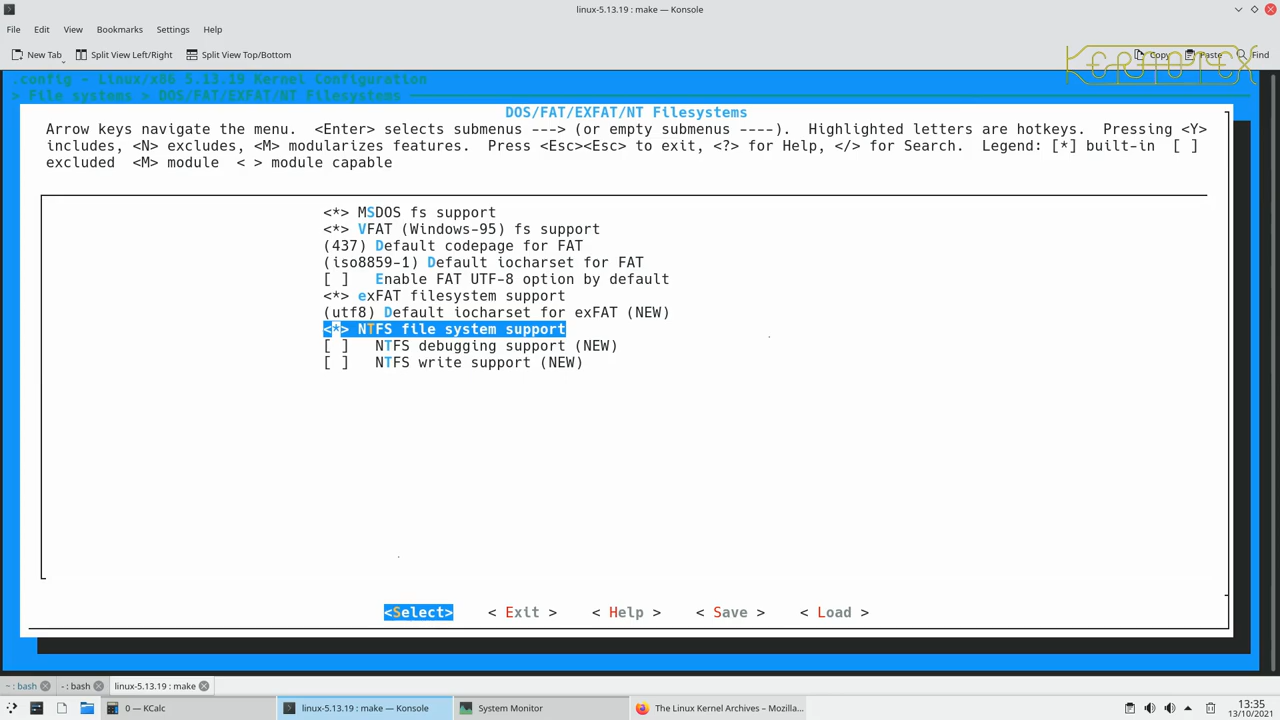 linux-5.13.19 : make — Konsole
File Edit View Bookmarks Settings Help
New Tab Split View Left/Right Split View Top/Bottom Copy Paste Find
KERNOTEX
.config - Linux/x86 5.13.19 Kernel Configuration
> File systems > DOS/FAT/EXFAT/NT Filesystems
DOS/FAT/EXFAT/NT Filesystems
Arrow keys navigate the menu. <Enter> selects submenus ---> (or empty submenus ----). Highlighted letters are hotkeys. Pressing <Y>
includes, <N> excludes, <M> modularizes features. Press <Esc><Esc> to exit, <?> for Help, </> for Search. Legend: [*] built-in [ ]
excluded <M> module < > module capable
<*> MSDOS fs support
<*> VFAT (Windows-95) fs support
(437) Default codepage for FAT
(iso8859-1) Default iocharset for FAT
[ ] Enable FAT UTF-8 option by default
<*> exFAT filesystem support
(utf8) Default iocharset for exFAT (NEW)
<*> NTFS file system support
[ ] NTFS debugging support (NEW)
[ ] NTFS write support (NEW)
<Select> < Exit > < Help > < Save > < Load >
~ : bash - : bash linux-5.13.19 : make
0 — KCalc linux-5.13.19 : make — Konsole System Monitor The Linux Kernel Archives – Mozilla... 13:35
13/10/2021